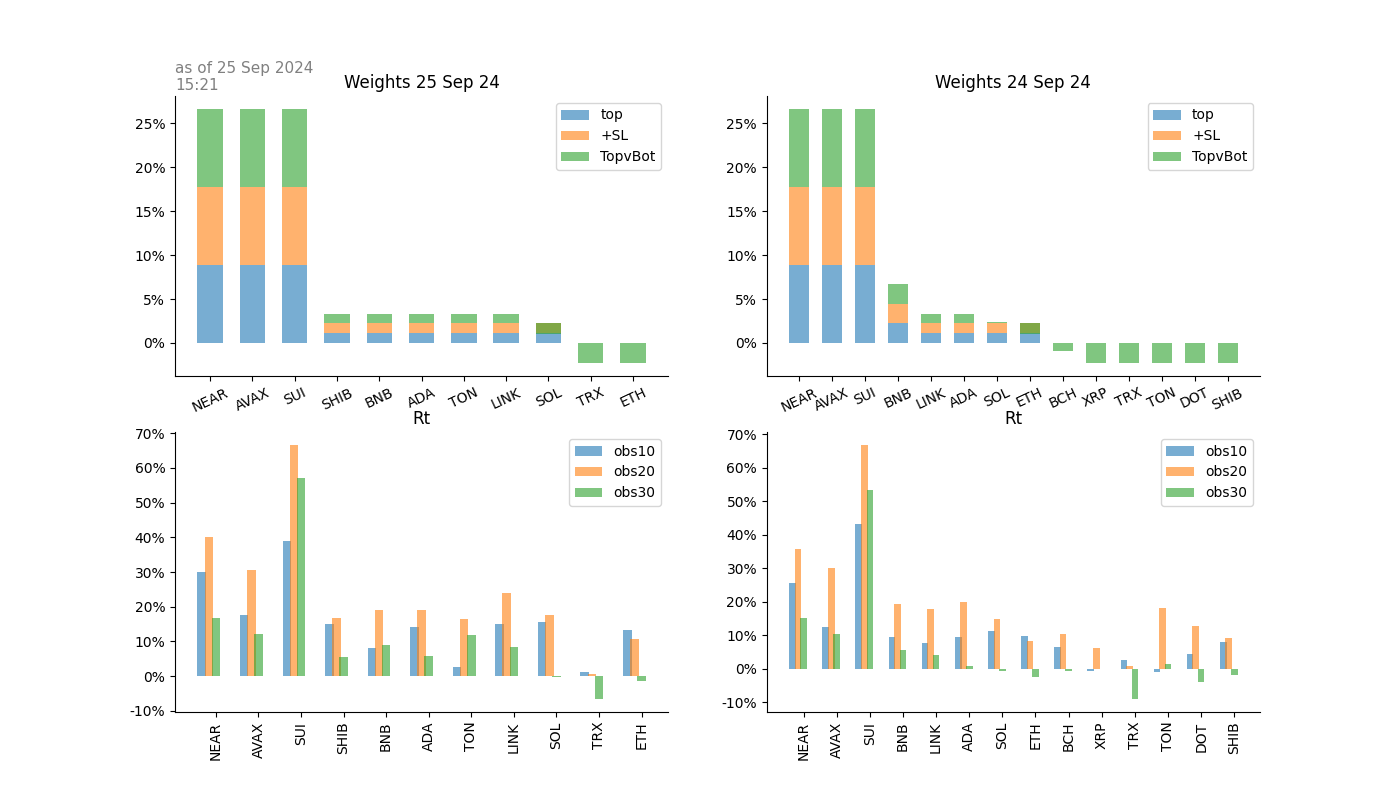 as of 25 Sep 2024
15:21
Weights 25 Sep 24
25%
20%
15%
10%
5%
0%
top
+SL
TopvBot
NEAR AVAX SUI SHIB BNB ADA TON LINK SOL TRX ETH
Weights 24 Sep 24
25%
20%
15%
10%
5%
0%
top
+SL
TopvBot
NEAR AVAX SUI BNB LINK ADA SOL ETH BCH XRP TRX TON DOT SHIB
Rt
70%
60%
50%
40%
30%
20%
10%
0%
-10%
obs10
obs20
obs30
NEAR AVAX SUI SHIB BNB ADA TON LINK SOL TRX ETH
Rt
70%
60%
50%
40%
30%
20%
10%
0%
-10%
obs10
obs20
obs30
NEAR AVAX SUI BNB LINK ADA SOL ETH BCH XRP TRX TON DOT SHIB